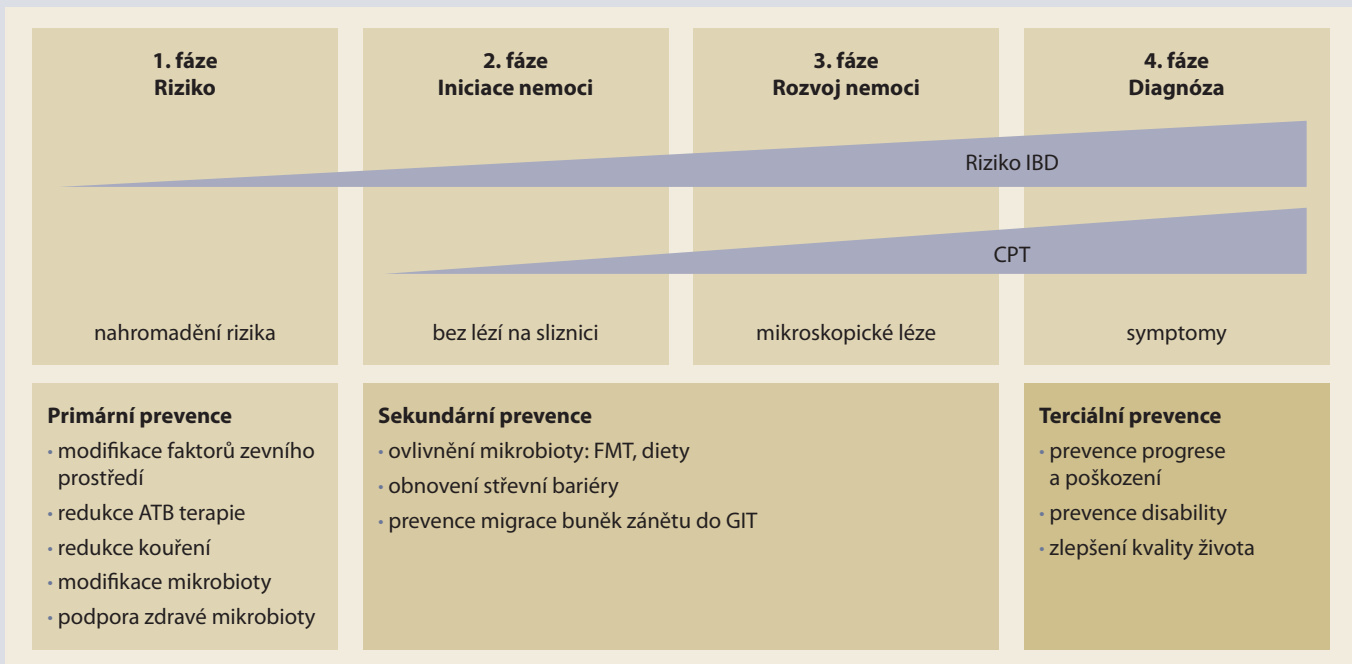 1. fáze
Riziko
2. fáze
Iniciace nemoci
3. fáze
Rozvoj nemoci
4. fáze
Diagnóza
Riziko IBD
CPT
nahromadění rizika
bez lézí na sliznici
mikroskopické léze
symptomy
Primární prevence
• modifikace faktorů zevního
prostředí
• redukce ATB terapie
• redukce kouření
• modifikace mikrobioty
• podpora zdravé mikrobioty
Sekundární prevence
• ovlivnění mikrobioty: FMT, diety
• obnovení střevní bariéry
• prevence migrace buněk zánětu do GIT
Terciální prevence
• prevence progrese
a poškození
• prevence disability
• zlepšení kvality života